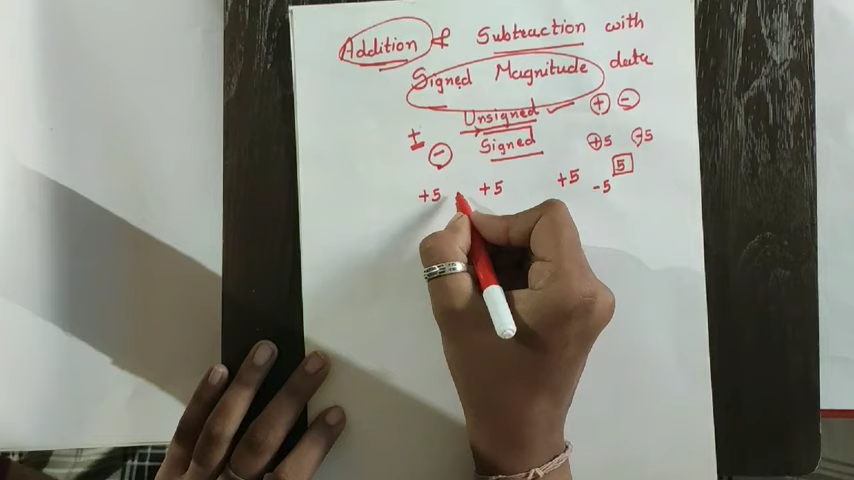 Addition & Subtraction with
Signed Magnitude data
Unsigned ✓ + -
± Signed +5 -5
- 5
+5 +5 +5 -5